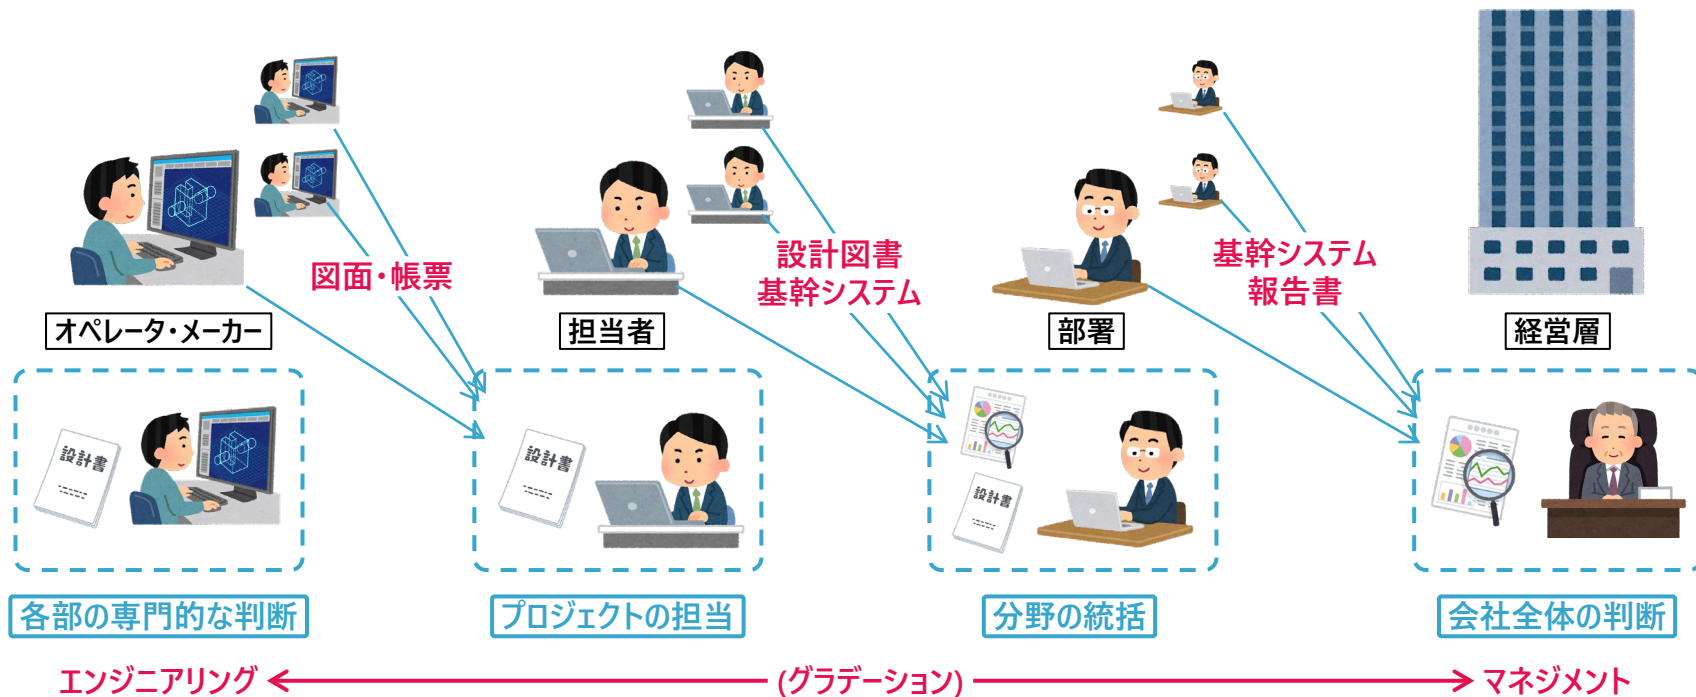 図面・帳票
設計図書
基幹システム
基幹システム
報告書
オペレータ・メーカー
担当者
部署
経営層
設計書
設計書
設計書
各部の専門的な判断
プロジェクトの担当
分野の統括
会社全体の判断
エンジニアリング
(グラデーション)
マネジメント